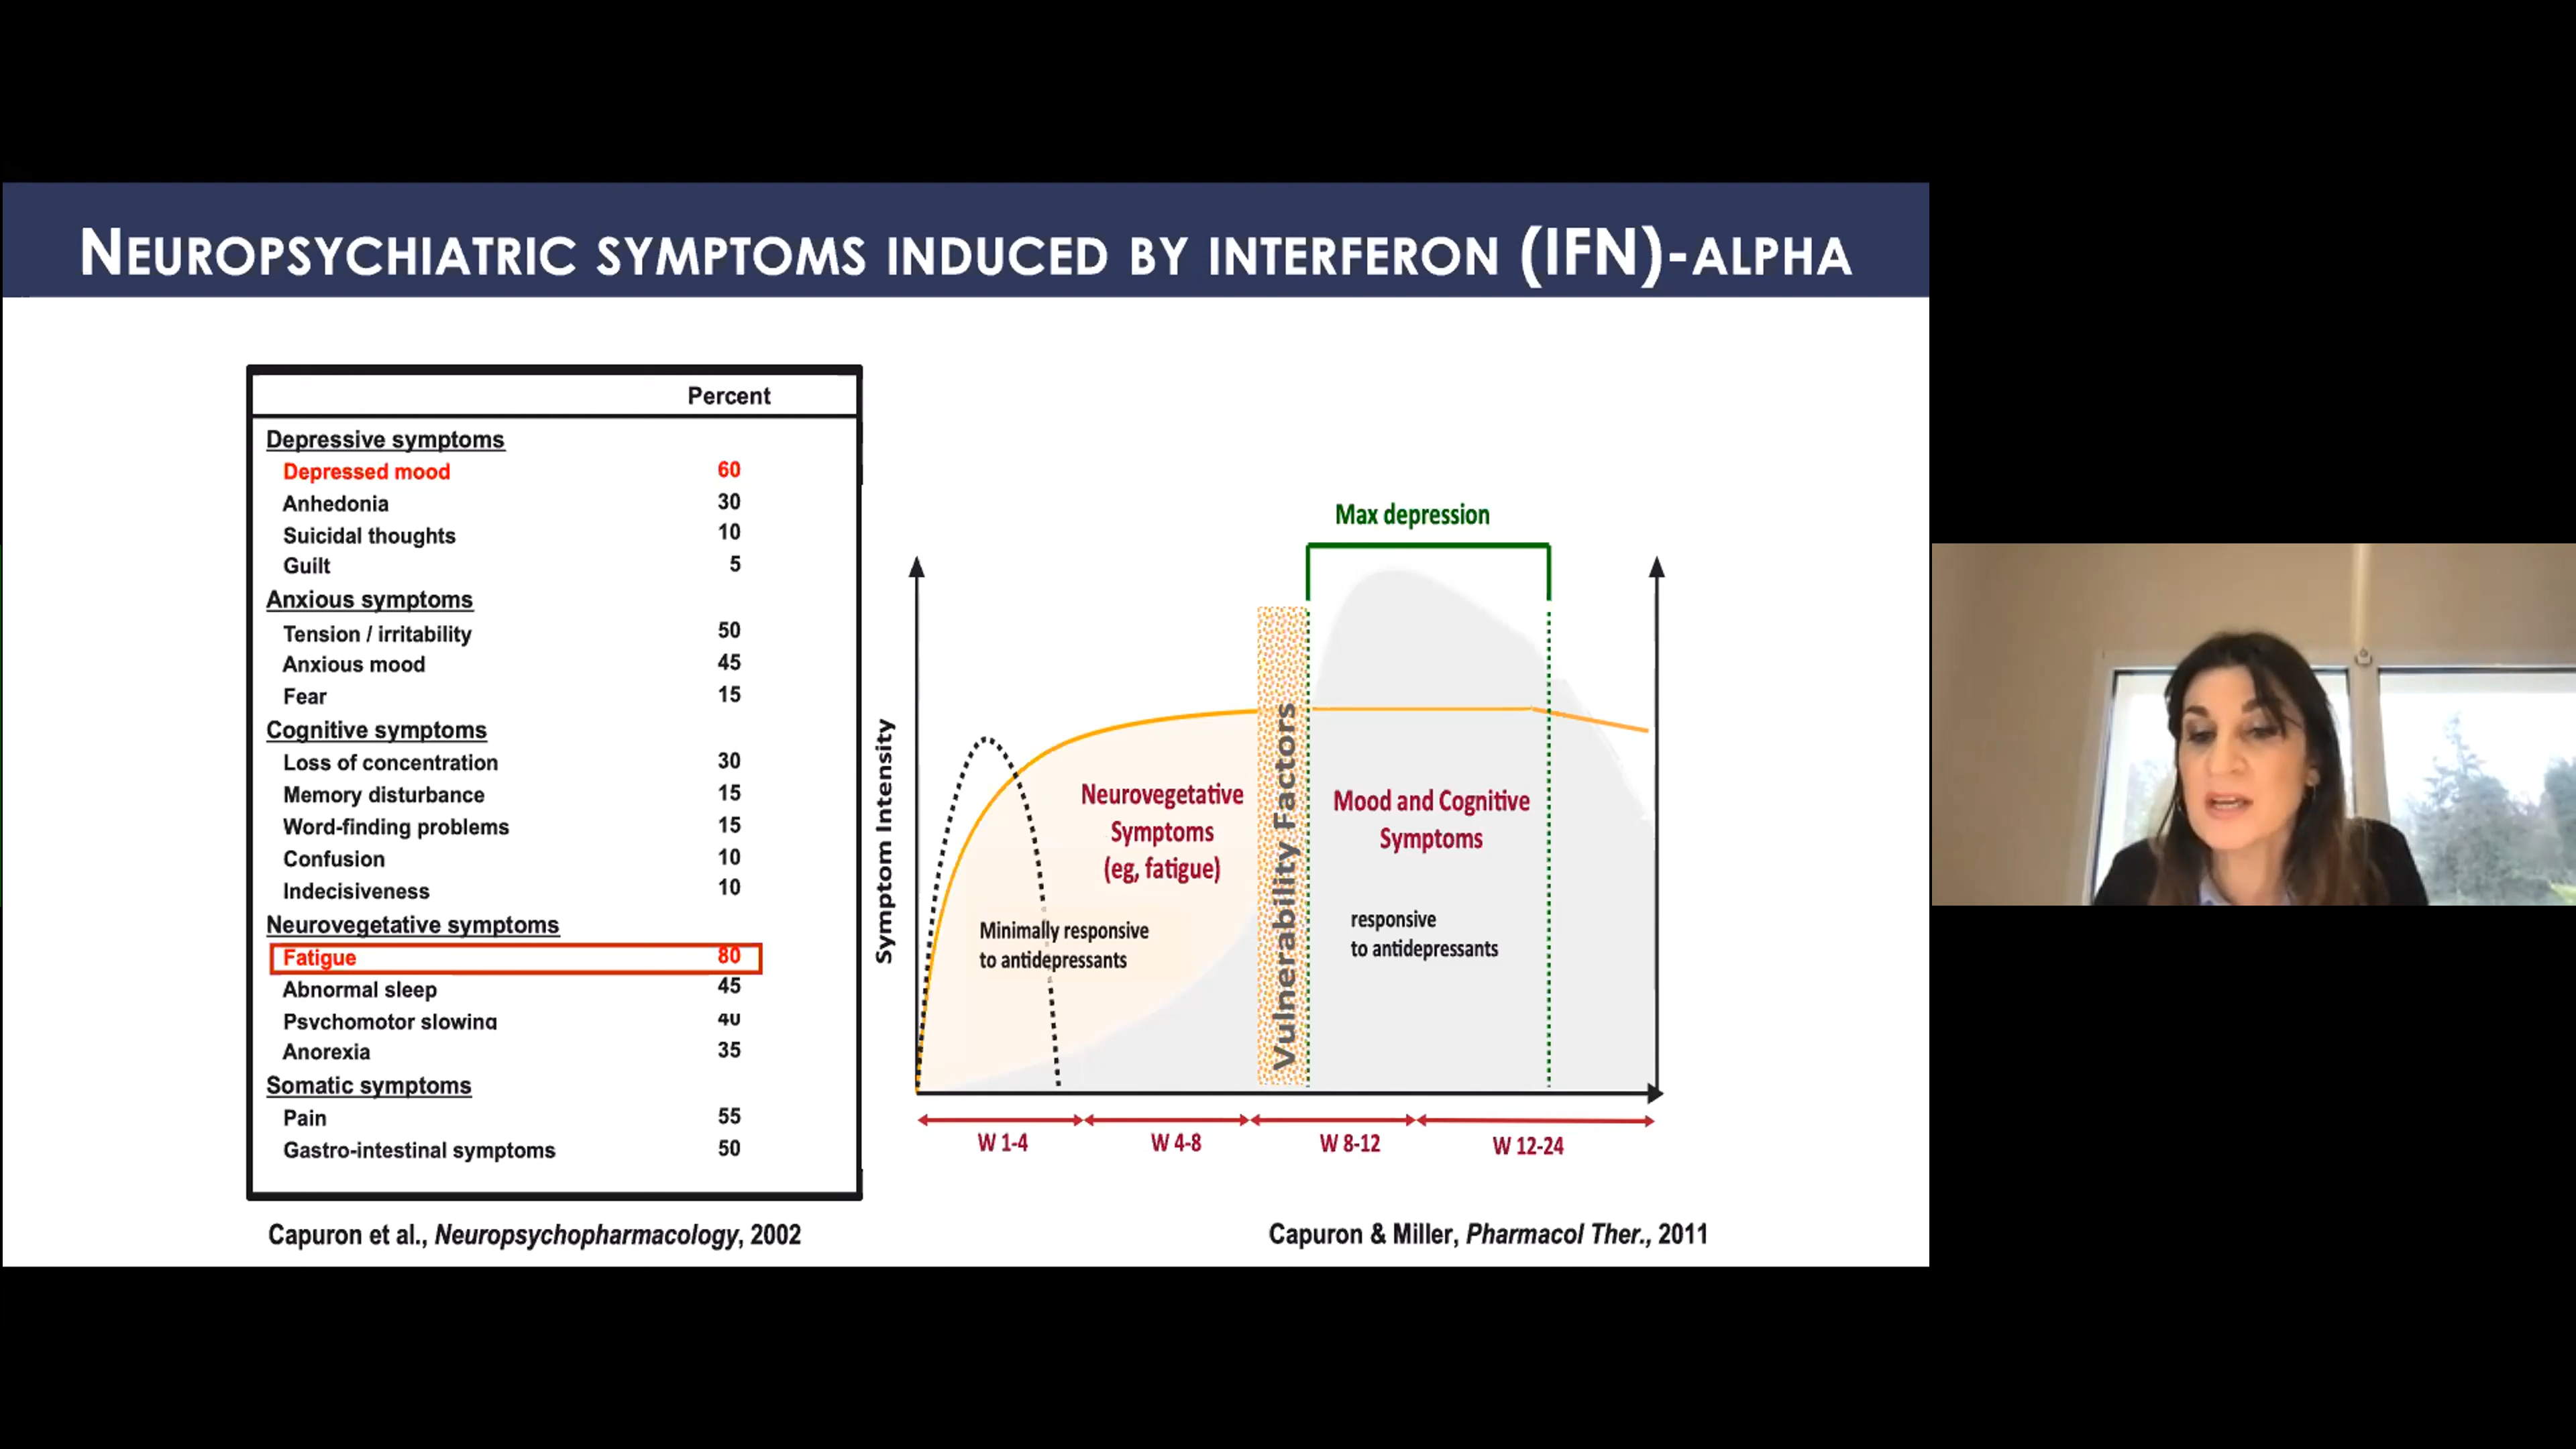 NEUROPSYCHIATRIC SYMPTOMS INDUCED BY INTERFERON (IFN)-ALPHA
Percent
Depressive symptoms
Depressed mood 60
Anhedonia 30
Suicidal thoughts 10
Guilt 5
Anxious symptoms
Tension / irritability 50
Anxious mood 45
Fear 15
Cognitive symptoms
Loss of concentration 30
Memory disturbance 15
Word-finding problems 15
Confusion 10
Indecisiveness 10
Neurovegetative symptoms
Fatigue 80
Abnormal sleep 45
Psychomotor slowing 40
Anorexia 35
Somatic symptoms
Pain 55
Gastro-intestinal symptoms 50
Capuron et al., Neuropsychopharmacology, 2002
Max depression
Symptom Intensity
Neurovegetative
Symptoms
(eg, fatigue)
Minimally responsive
to antidepressants
Vulnerability Factors
Mood and Cognitive
Symptoms
responsive
to antidepressants
W 1-4
W 4-8
W 8-12
W 12-24
Capuron & Miller, Pharmacol Ther., 2011